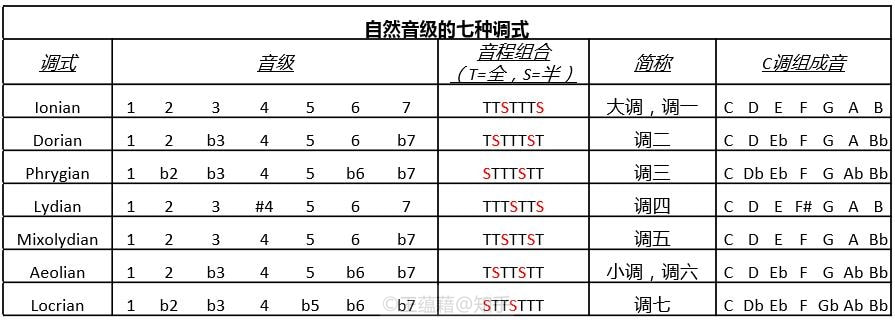 自然音级的七种调式
调式 音级 音程组合 简称 C调组成音
（T=全，S=半）
Ionian 1 2 3 4 5 6 7 TTSTTTS 大调，调一 C D E F G A B
Dorian 1 2 b3 4 5 6 b7 TSTTTST 调二 C D Eb F G A Bb
Phrygian 1 b2 b3 4 5 b6 b7 STTTSTT 调三 C Db Eb F G Ab Bb
Lydian 1 2 3 #4 5 6 7 TTTSTTS 调四 C D E F# G A B
Mixolydian 1 2 3 4 5 6 b7 TTSTTST 调五 C D E F G A Bb
Aeolian 1 2 b3 4 5 b6 b7 TSTTSTT 小调，调六 C D Eb F G Ab Bb
Locrian 1 b2 b3 4 b5 b6 b7 STTSTTT 调七 C Db Eb F Gb Ab Bb